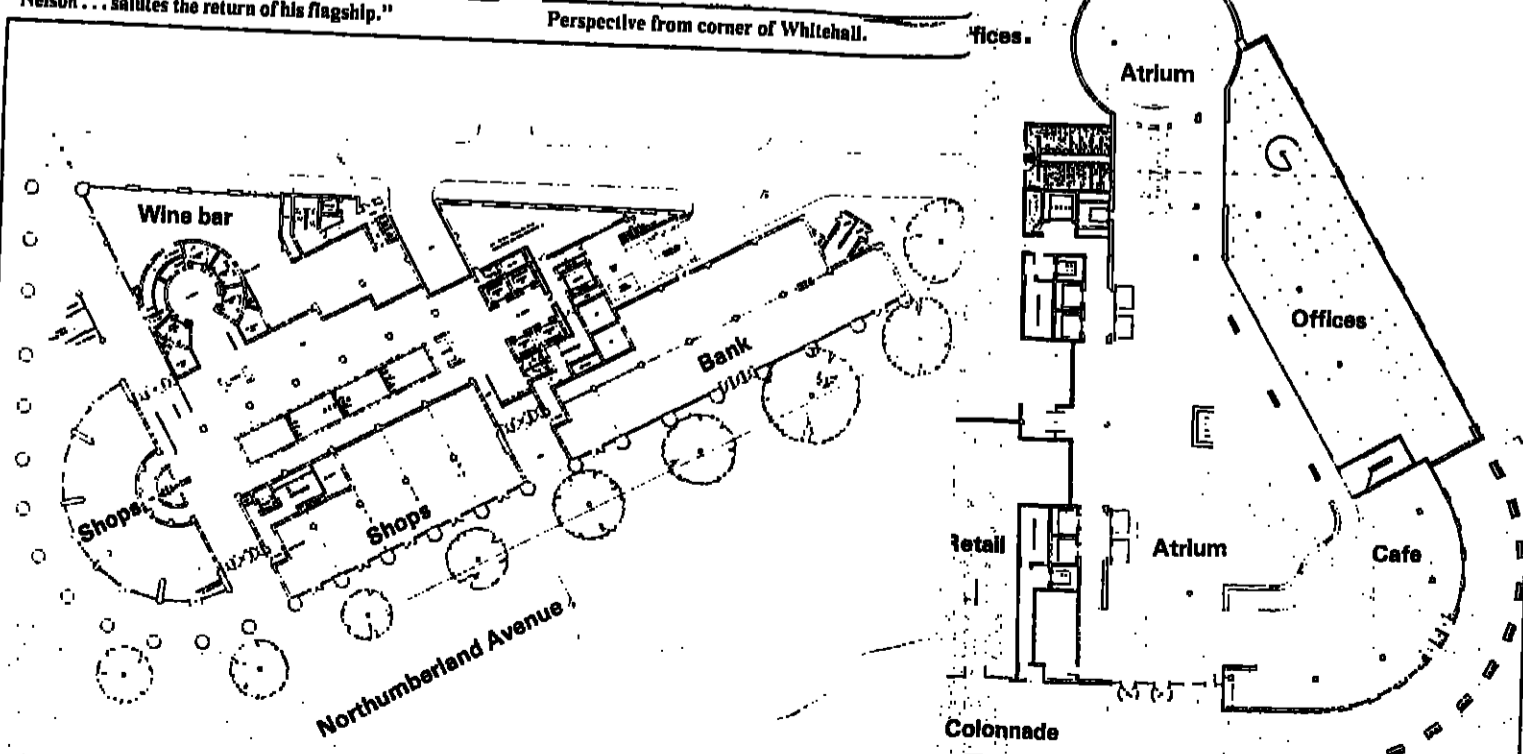 Nelson . . . salutes the return of his flagship."
Perspective from corner of Whitehall.
fices.
Wine bar
Bank
Shops
Shops
Northumberland Avenue
Atrium
Offices
Retail
Atrium
Cafe
Colonnade